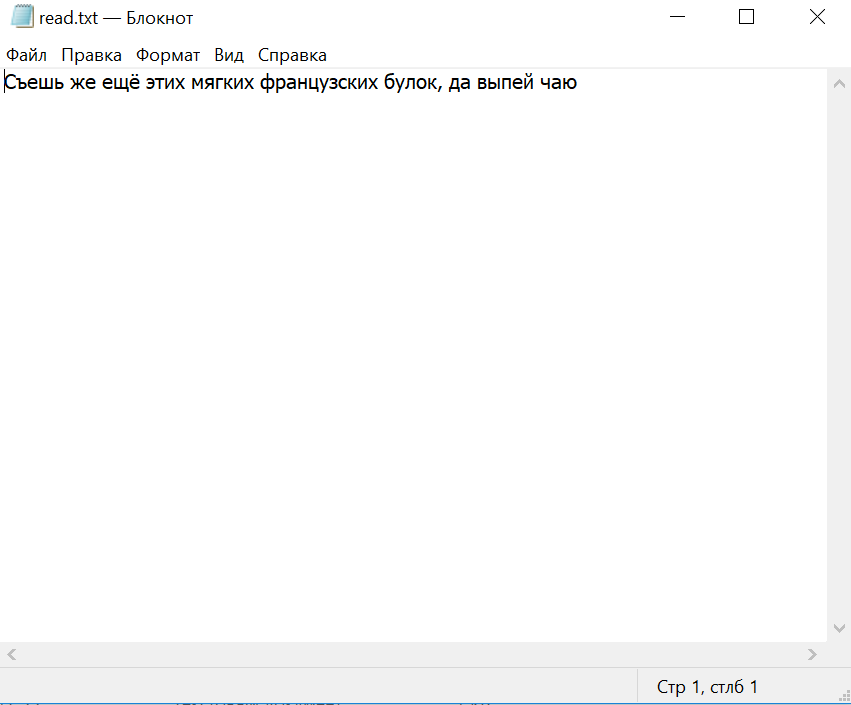 read.txt — Блокнот
Файл Правка Формат Вид Справка
Съешь же ещё этих мягких французских булок, да выпей чаю
Стр 1, стлб 1